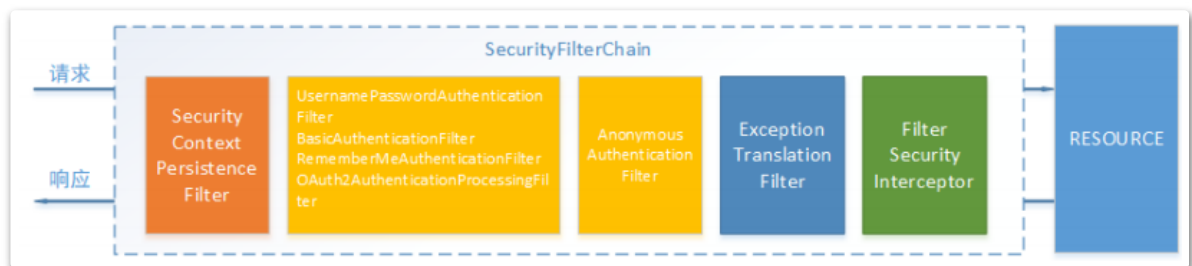 SecurityFilterChain
请求
响应
Security
Context
Persistence
Filter
UsernamePasswordAuthentication
Filter
BasicAuthenticationFilter
RememberMeAuthenticationFilter
OAuth2AuthenticationProcessingFil
ter
Anonymous
Authentication
Filter
Exception
Translation
Filter
Filter
Security
Interceptor
RESOURCE